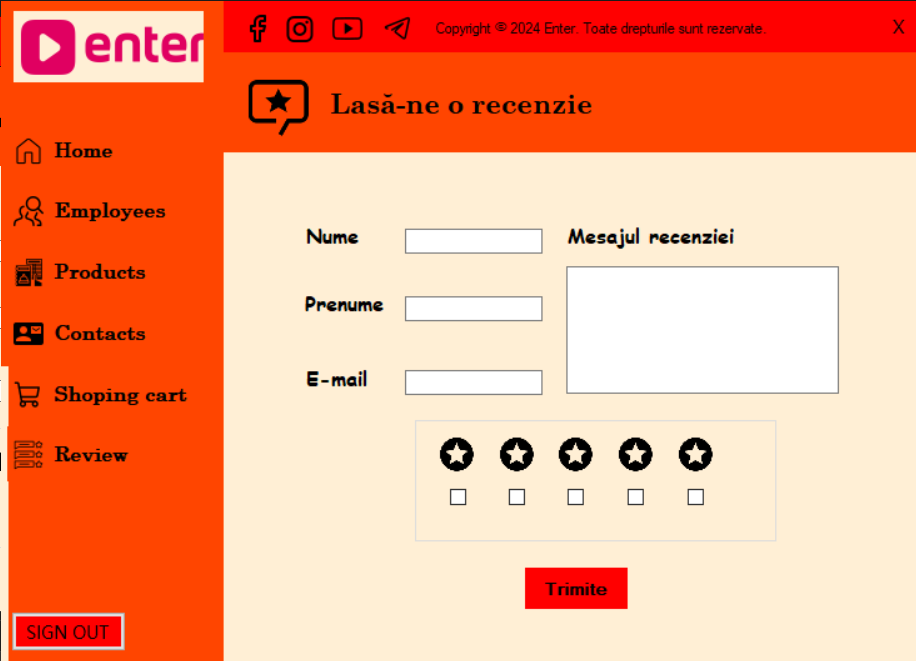 enter
Copyright © 2024 Enter. Toate drepturile sunt rezervate.
X
Lasă-ne o recenzie
Home
Employees
Products
Contacts
Shoping cart
Review
SIGN OUT
Nume
Mesajul recenziei
Prenume
E-mail
Trimite